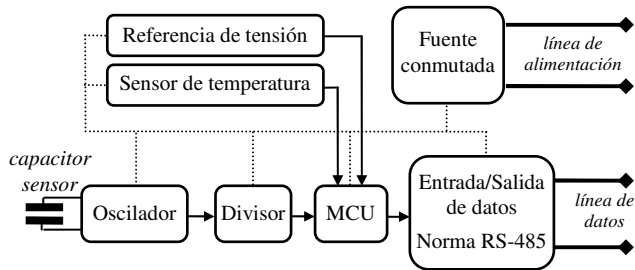 Referencia de tensión
Sensor de temperatura
Fuente
conmutada
línea de
alimentación
capacitor
sensor
Oscilador
Divisor
MCU
Entrada/Salida
de datos
Norma RS-485
línea de
datos